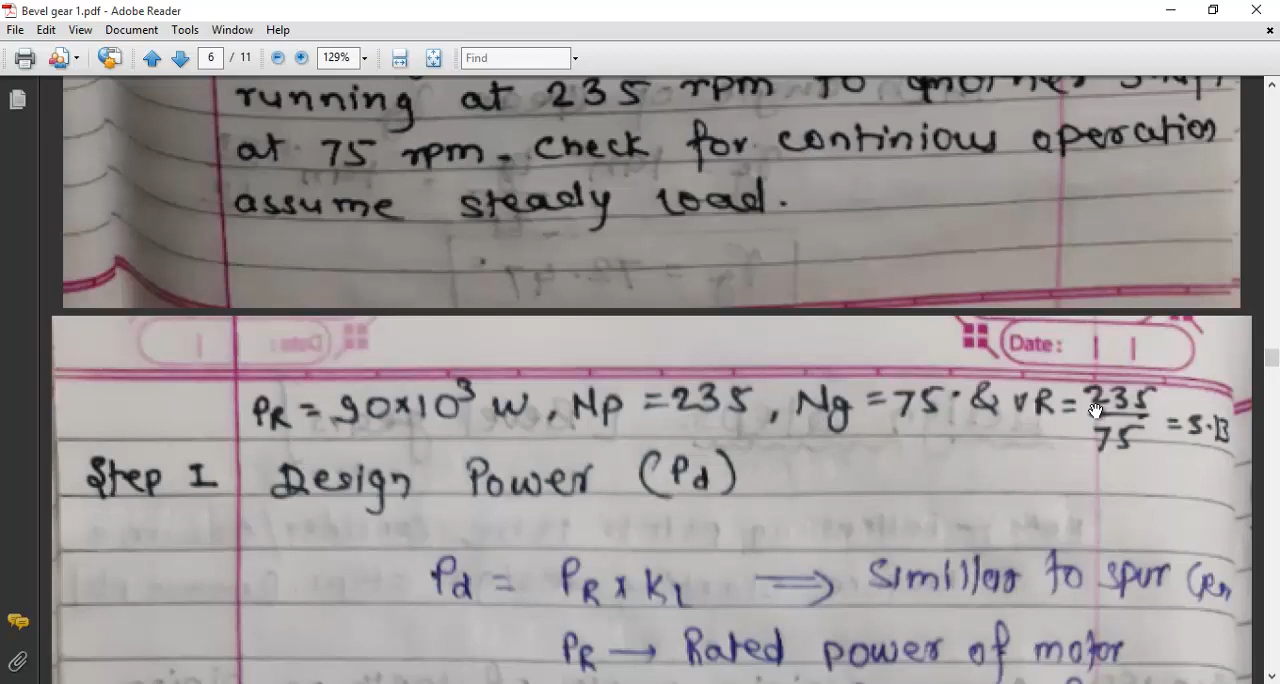 Bevel gear 1.pdf - Adobe Reader
File Edit View Document Tools Window Help
6 / 11 129% Find
running at 235 rpm to another shaft
at 75 rpm. Check for continious operation
assume steady load.
Date:
PR = 90×10³ W, Np = 235, Ng = 75. & VR = 235/75 =
Step I Design Power (Pd)
Pd = PR × KL ⟹ Similar to spur
PR → Rated power of motor